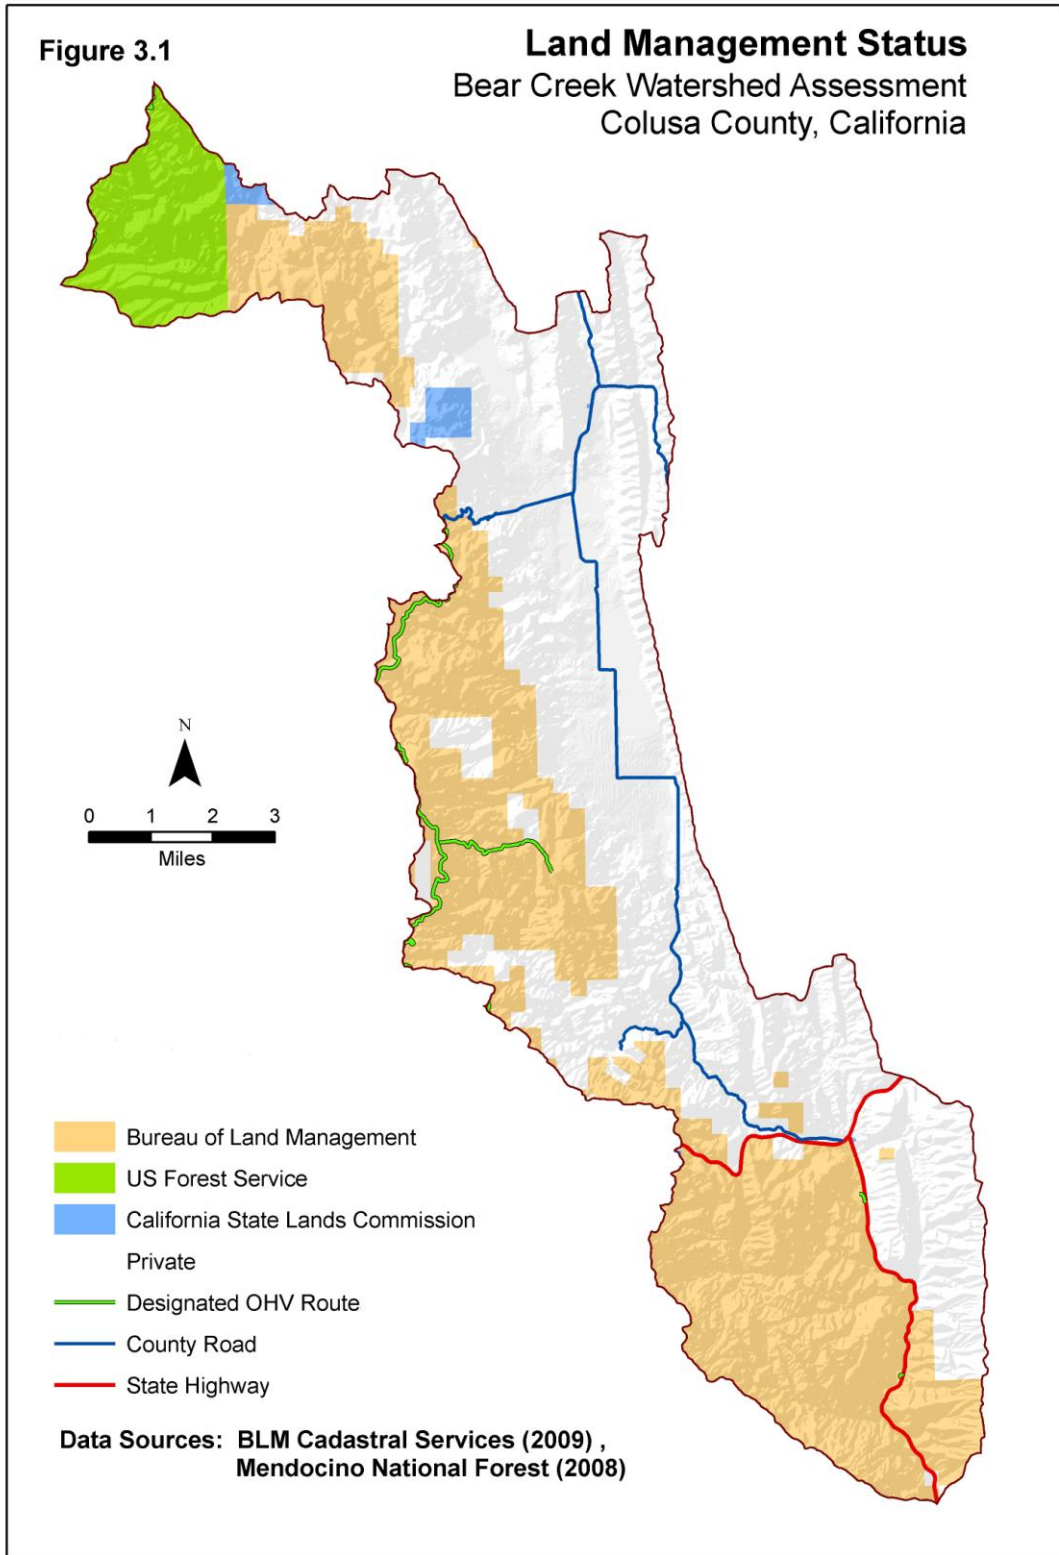 Figure 3.1
Land Management Status
Bear Creek Watershed Assessment
Colusa County, California
N
0 1 2 3
Miles
Bureau of Land Management
US Forest Service
California State Lands Commission
Private
Designated OHV Route
County Road
State Highway
Data Sources: BLM Cadastral Services (2009) ,
Mendocino National Forest (2008)